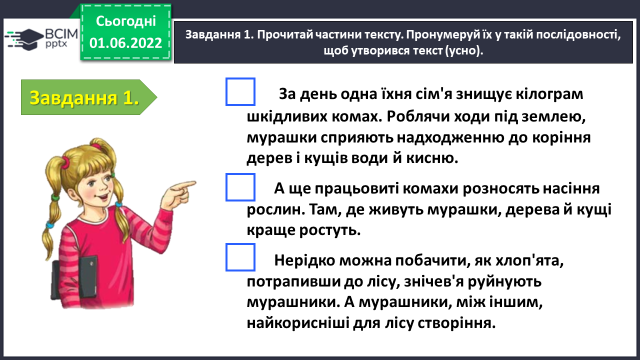 ВСІМ
pptx
Сьогодні
01.06.2022
Завдання 1. Прочитай частини тексту. Пронумеруй їх у такій послідовності,
щоб утворився текст (усно).
Завдання 1.
За день одна їхня сім'я знищує кілограм
шкідливих комах. Роблячи ходи під землею,
мурашки сприяють надходженню до коріння
дерев і кущів води й кисню.
А ще працьовиті комахи розносять насіння
рослин. Там, де живуть мурашки, дерева й кущі
краще ростуть.
Нерідко можна побачити, як хлоп'ята,
потрапивши до лісу, знічев'я руйнують
мурашники. А мурашники, між іншим,
найкорисніші для лісу створіння.